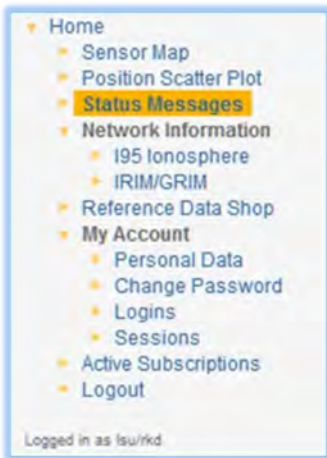 Home
Sensor Map
Position Scatter Plot
Status Messages
Network Information
I95 Ionosphere
IRIM/GRIM
Reference Data Shop
My Account
Personal Data
Change Password
Logins
Sessions
Active Subscriptions
Logout
Logged in as lsu/rkd